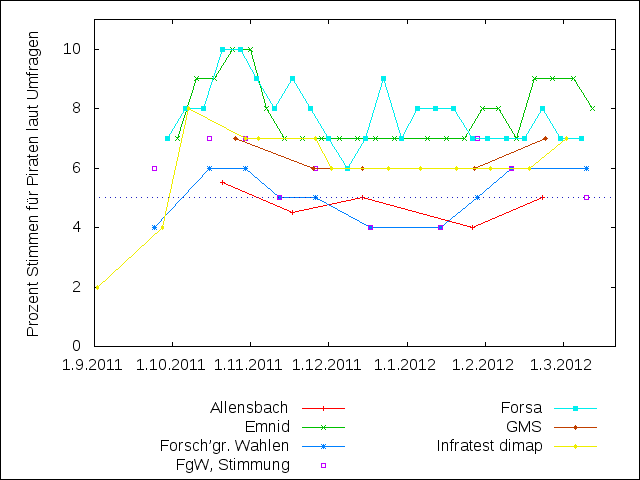 Prozent Stimmen für Piraten laut Umfragen
10
8
6
4
2
0
1.9.2011 1.10.2011 1.11.2011 1.12.2011 1.1.2012 1.2.2012 1.3.2012
Allensbach Forsa
Emnid GMS
Forsch'gr. Wahlen Infratest dimap
FgW, Stimmung